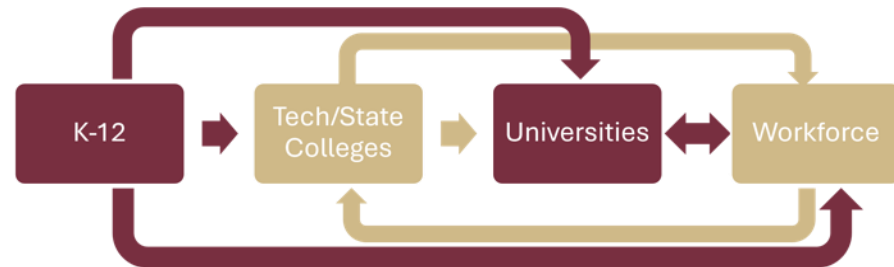 K-12
Tech/State
Colleges
Universities
Workforce